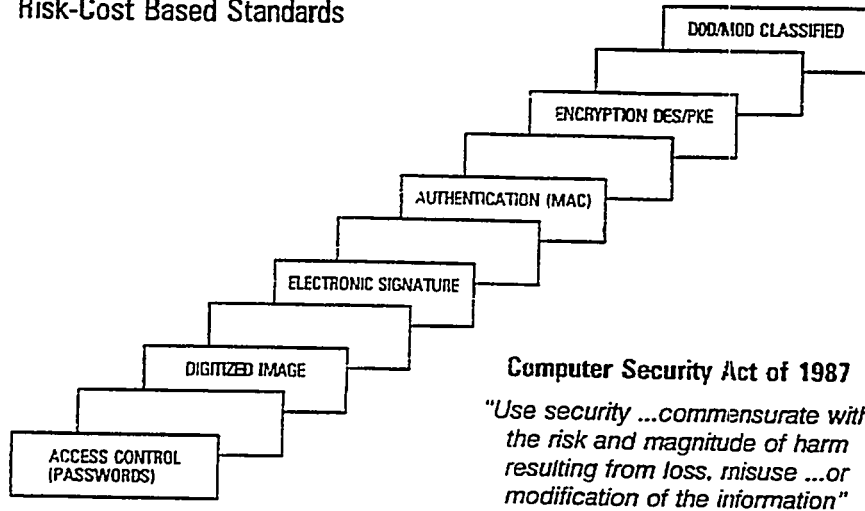 Risk-Cost Based Standards
DOD/MOD CLASSIFIED
ENCRYPTION DES/PKE
AUTHENTICATION (MAC)
ELECTRONIC SIGNATURE
DIGITIZED IMAGE
ACCESS CONTROL
(PASSWORDS)
Computer Security Act of 1987
"Use security ...commensurate with
the risk and magnitude of harm
resulting from loss, misuse ...or
modification of the information"